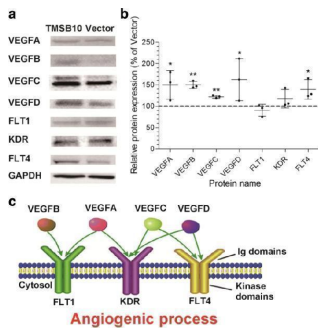 a
TMSB10 Vector
VEGFA
VEGFB
VEGFC
VEGFD
FLT1
KDR
FLT4
GAPDH
b
Relative protein expression (% of Vector)
200
150
100
50
0
* ** ** * *
VEGFA VEGFB VEGFC VEGFD FLT1 KDR FLT4
Protein name
c
VEGFB VEGFA VEGFC VEGFD
Ig domains
Cytosol
Kinase
domains
FLT1 KDR FLT4
Angiogenic process